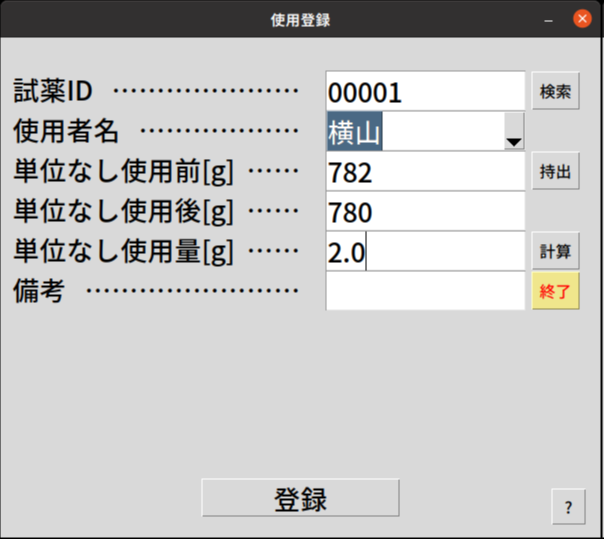 使用登録
試薬ID ………………… 00001 検索
使用者名 ……………… 横山
単位なし使用前[g] …… 782 持出
単位なし使用後[g] …… 780
単位なし使用量[g] …… 2.0 計算
備考 …………………… 終了
登録
?